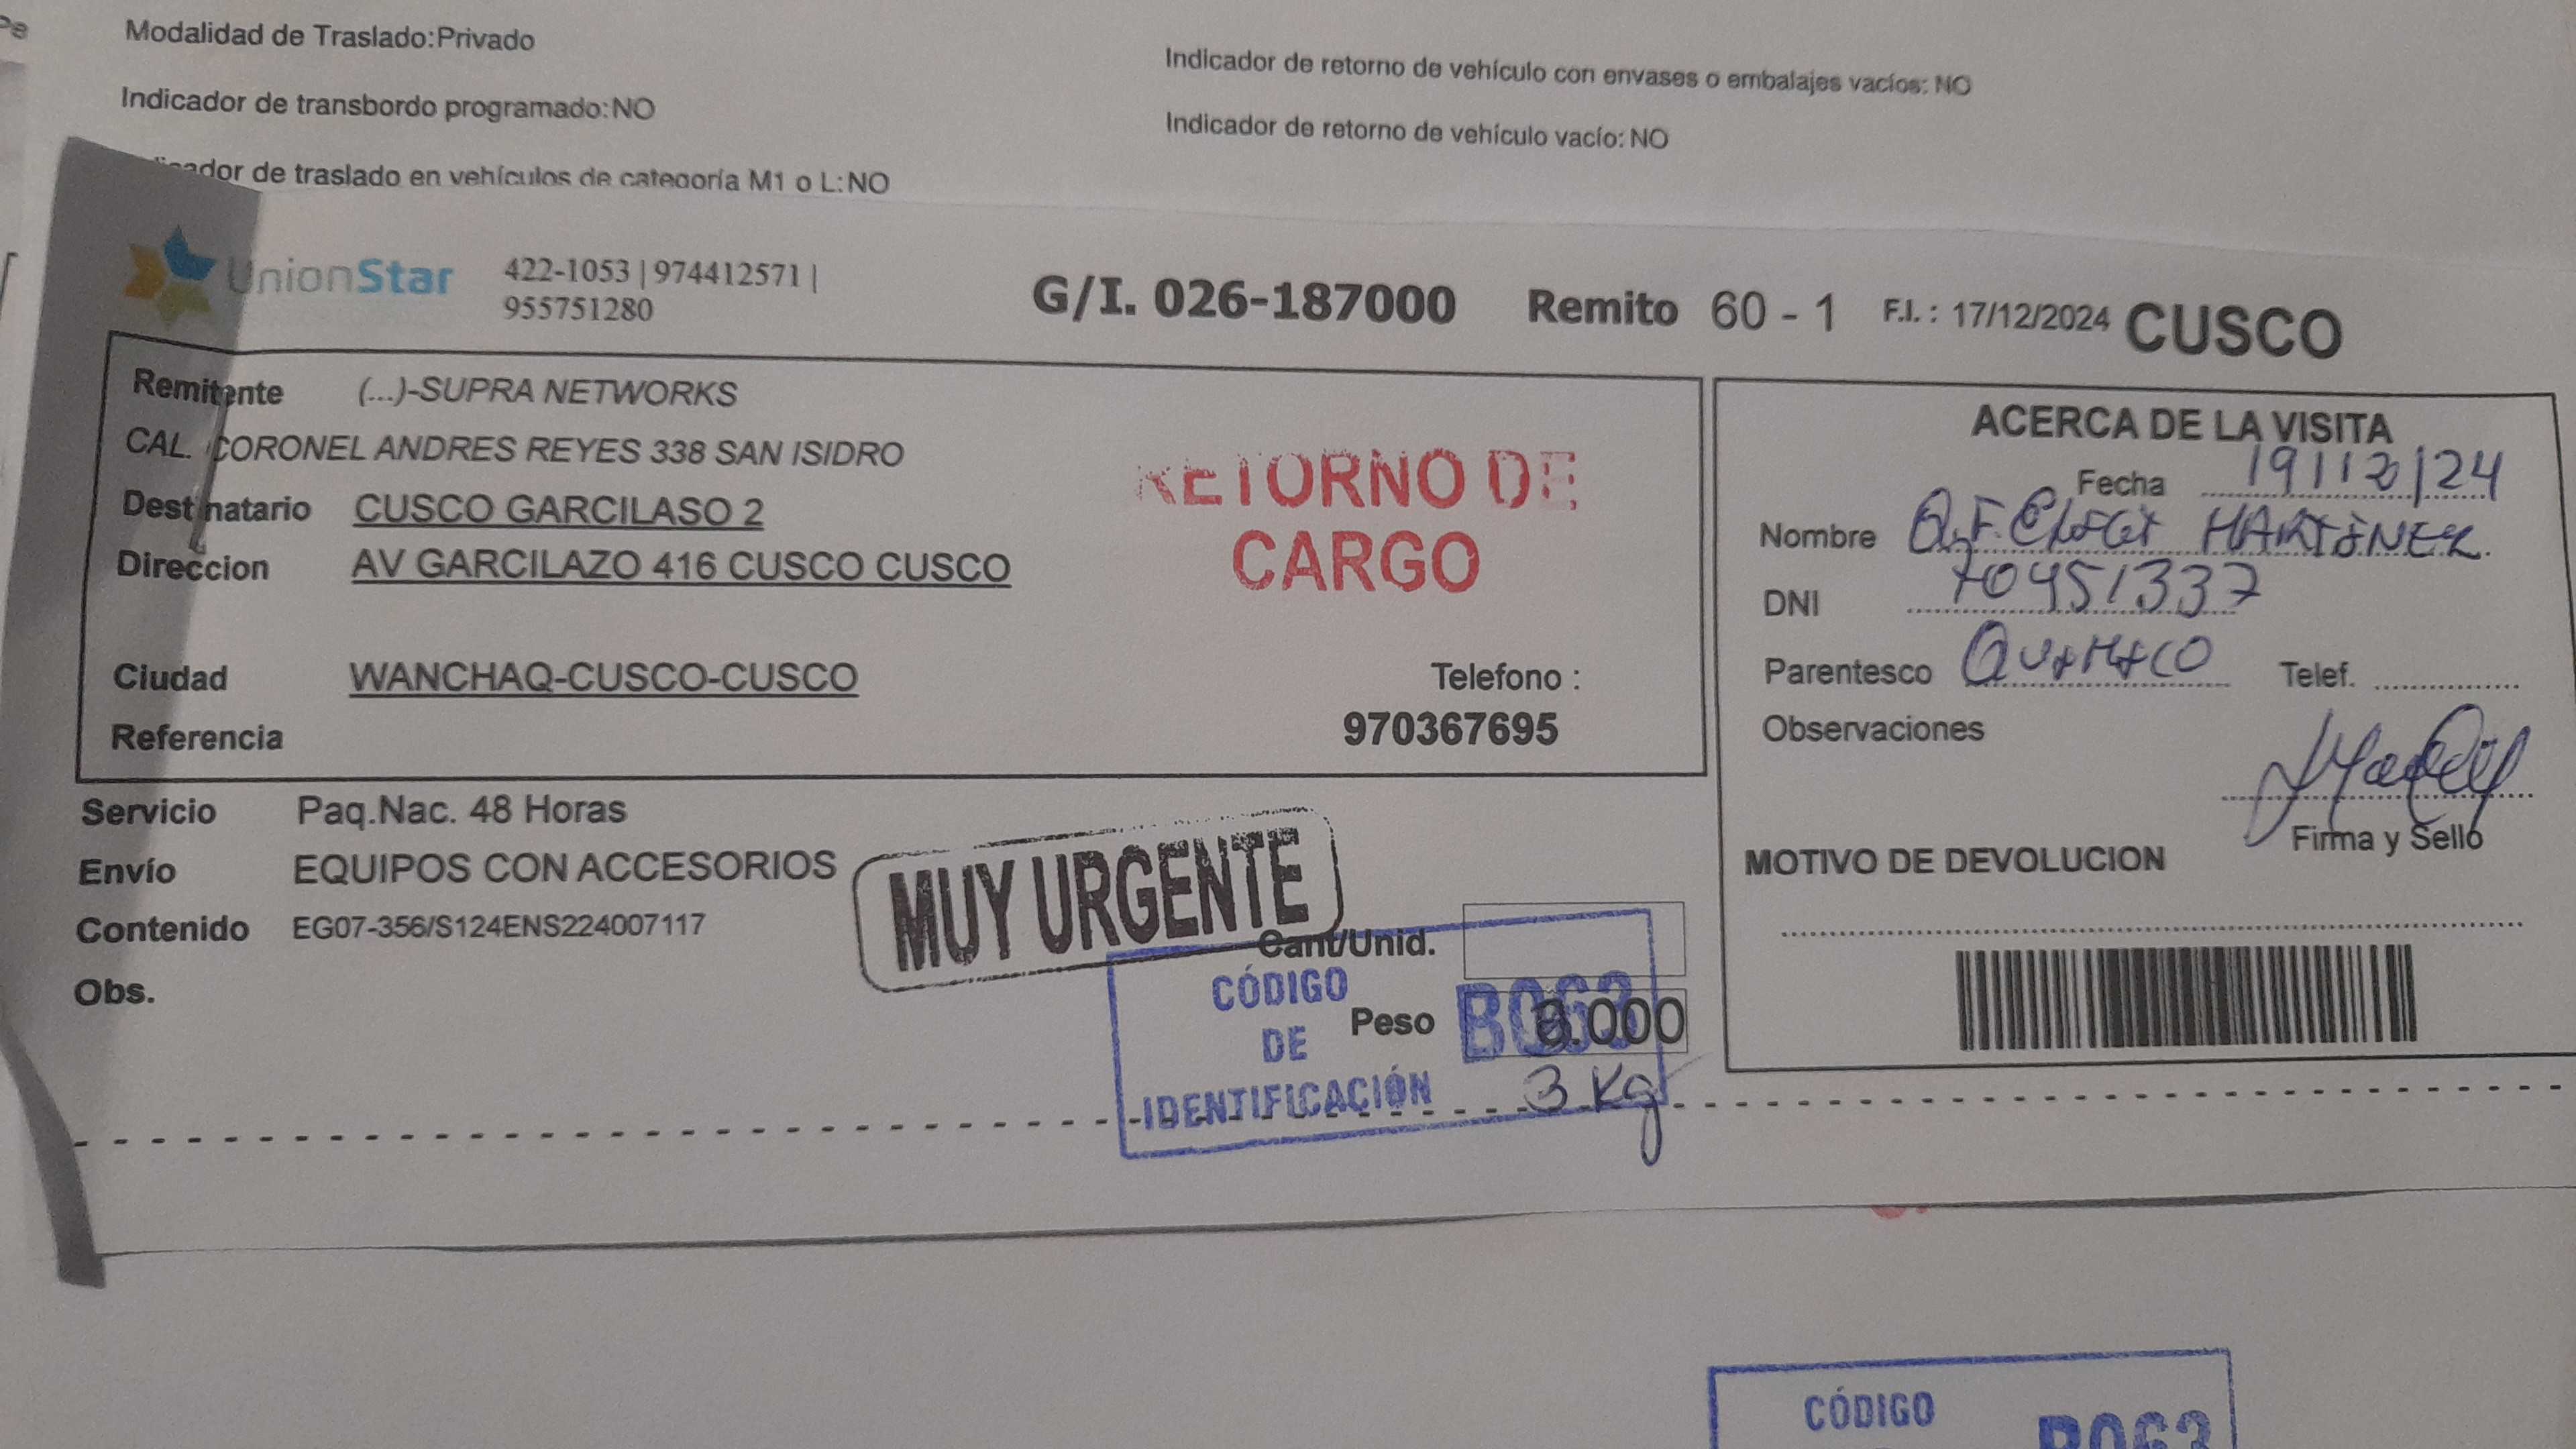 Modalidad de Traslado:Privado
Indicador de retorno de vehículo con envases o embalajes vacíos: NO
Indicador de transbordo programado:NO
Indicador de retorno de vehículo vacío: NO
de traslado en vehículos de categoría M1 o L:NO
UnionStar
422-1053 | 974412571 |
955751280
G/I. 026-187000 Remito 60 - 1 F.I. : 17/12/2024 CUSCO
Remitente (...)-SUPRA NETWORKS
CAL. CORONEL ANDRES REYES 338 SAN ISIDRO
Destinatario CUSCO GARCILASO 2
Direccion AV GARCILAZO 416 CUSCO CUSCO
Ciudad WANCHAQ-CUSCO-CUSCO
Referencia
Telefono :
970367695
RETORNO DE
CARGO
ACERCA DE LA VISITA
Fecha 19/12/24
Nombre Q.F. MARTINEZ
DNI 70451337
Parentesco QUIMICO Telef.
Observaciones
Firma y Sello
MOTIVO DE DEVOLUCION
Servicio Paq.Nac. 48 Horas
Envío EQUIPOS CON ACCESORIOS
Contenido EG07-356/S124ENS224007117
Obs.
MUY URGENTE
Cant/Unid.
Peso
3 Kg
CÓDIGO
DE
IDENTIFICACIÓN
B063
CÓDIGO
B063